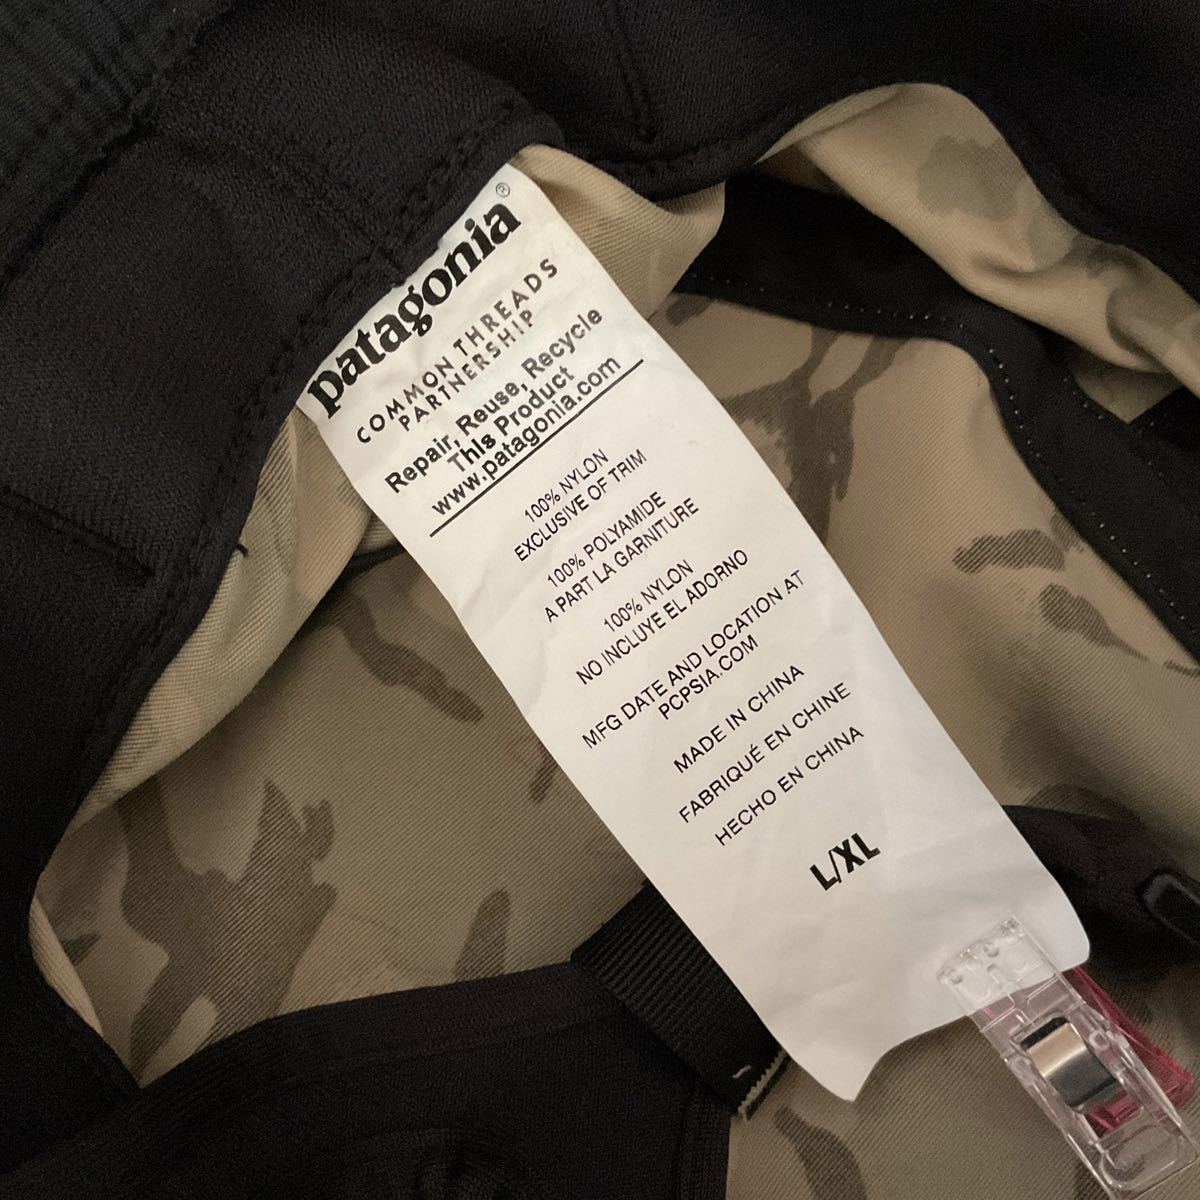 patagonia®
COMMON THREADS
PARTNERSHIP
Repair, Reuse, Recycle
This Product
www.patagonia.com
100% NYLON
EXCLUSIVE OF TRIM
100% POLYAMIDE
A PART LA GARNITURE
100% NYLON
NO INCLUYE EL ADORNO
MFG DATE AND LOCATION AT
PCPSIA.COM
MADE IN CHINA
FABRIQUÉ EN CHINE
HECHO EN CHINA
L/XL